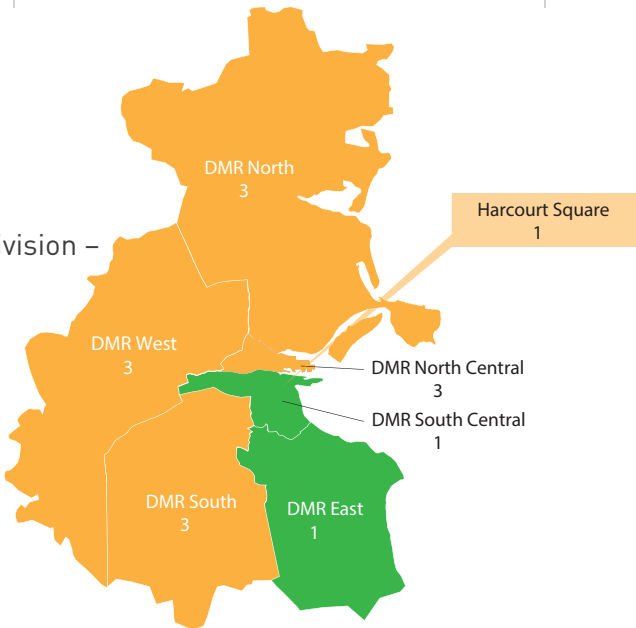 DMR North
3
Harcourt Square
1
ivision –
DMR West
3
DMR North Central
3
DMR South Central
1
DMR South
3
DMR East
1